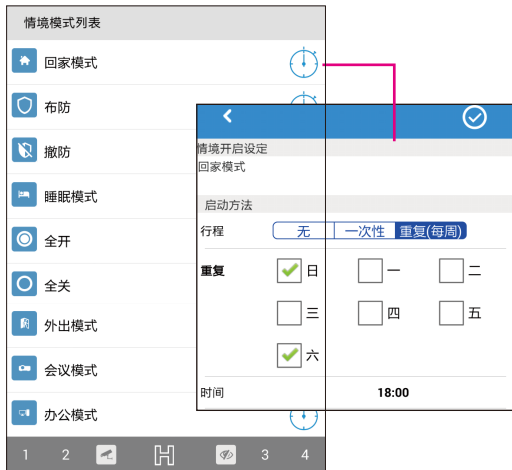 情境模式列表
回家模式
布防
撤防
睡眠模式
全开
全关
外出模式
会议模式
办公模式
1 2 3 4
情境开启设定
回家模式
启动方法
行程 无 一次性 重复(每周)
重复 日 一 二
三 四 五
六
时间 18:00